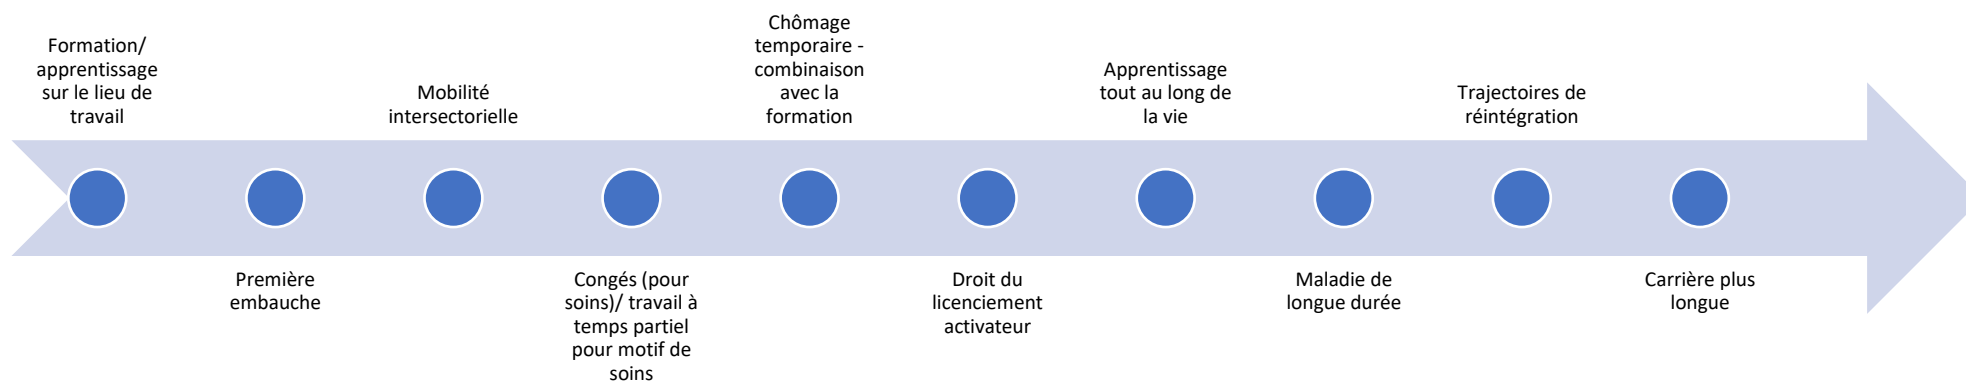 Formation/
apprentissage
sur le lieu de
travail
Première
embauche
Mobilité
intersectorielle
Congés (pour
soins)/ travail à
temps partiel
pour motif de
soins
Chômage
temporaire -
combinaison
avec la
formation
Droit du
licenciement
activateur
Apprentissage
tout au long de
la vie
Maladie de
longue durée
Trajectoires de
réintégration
Carrière plus
longue